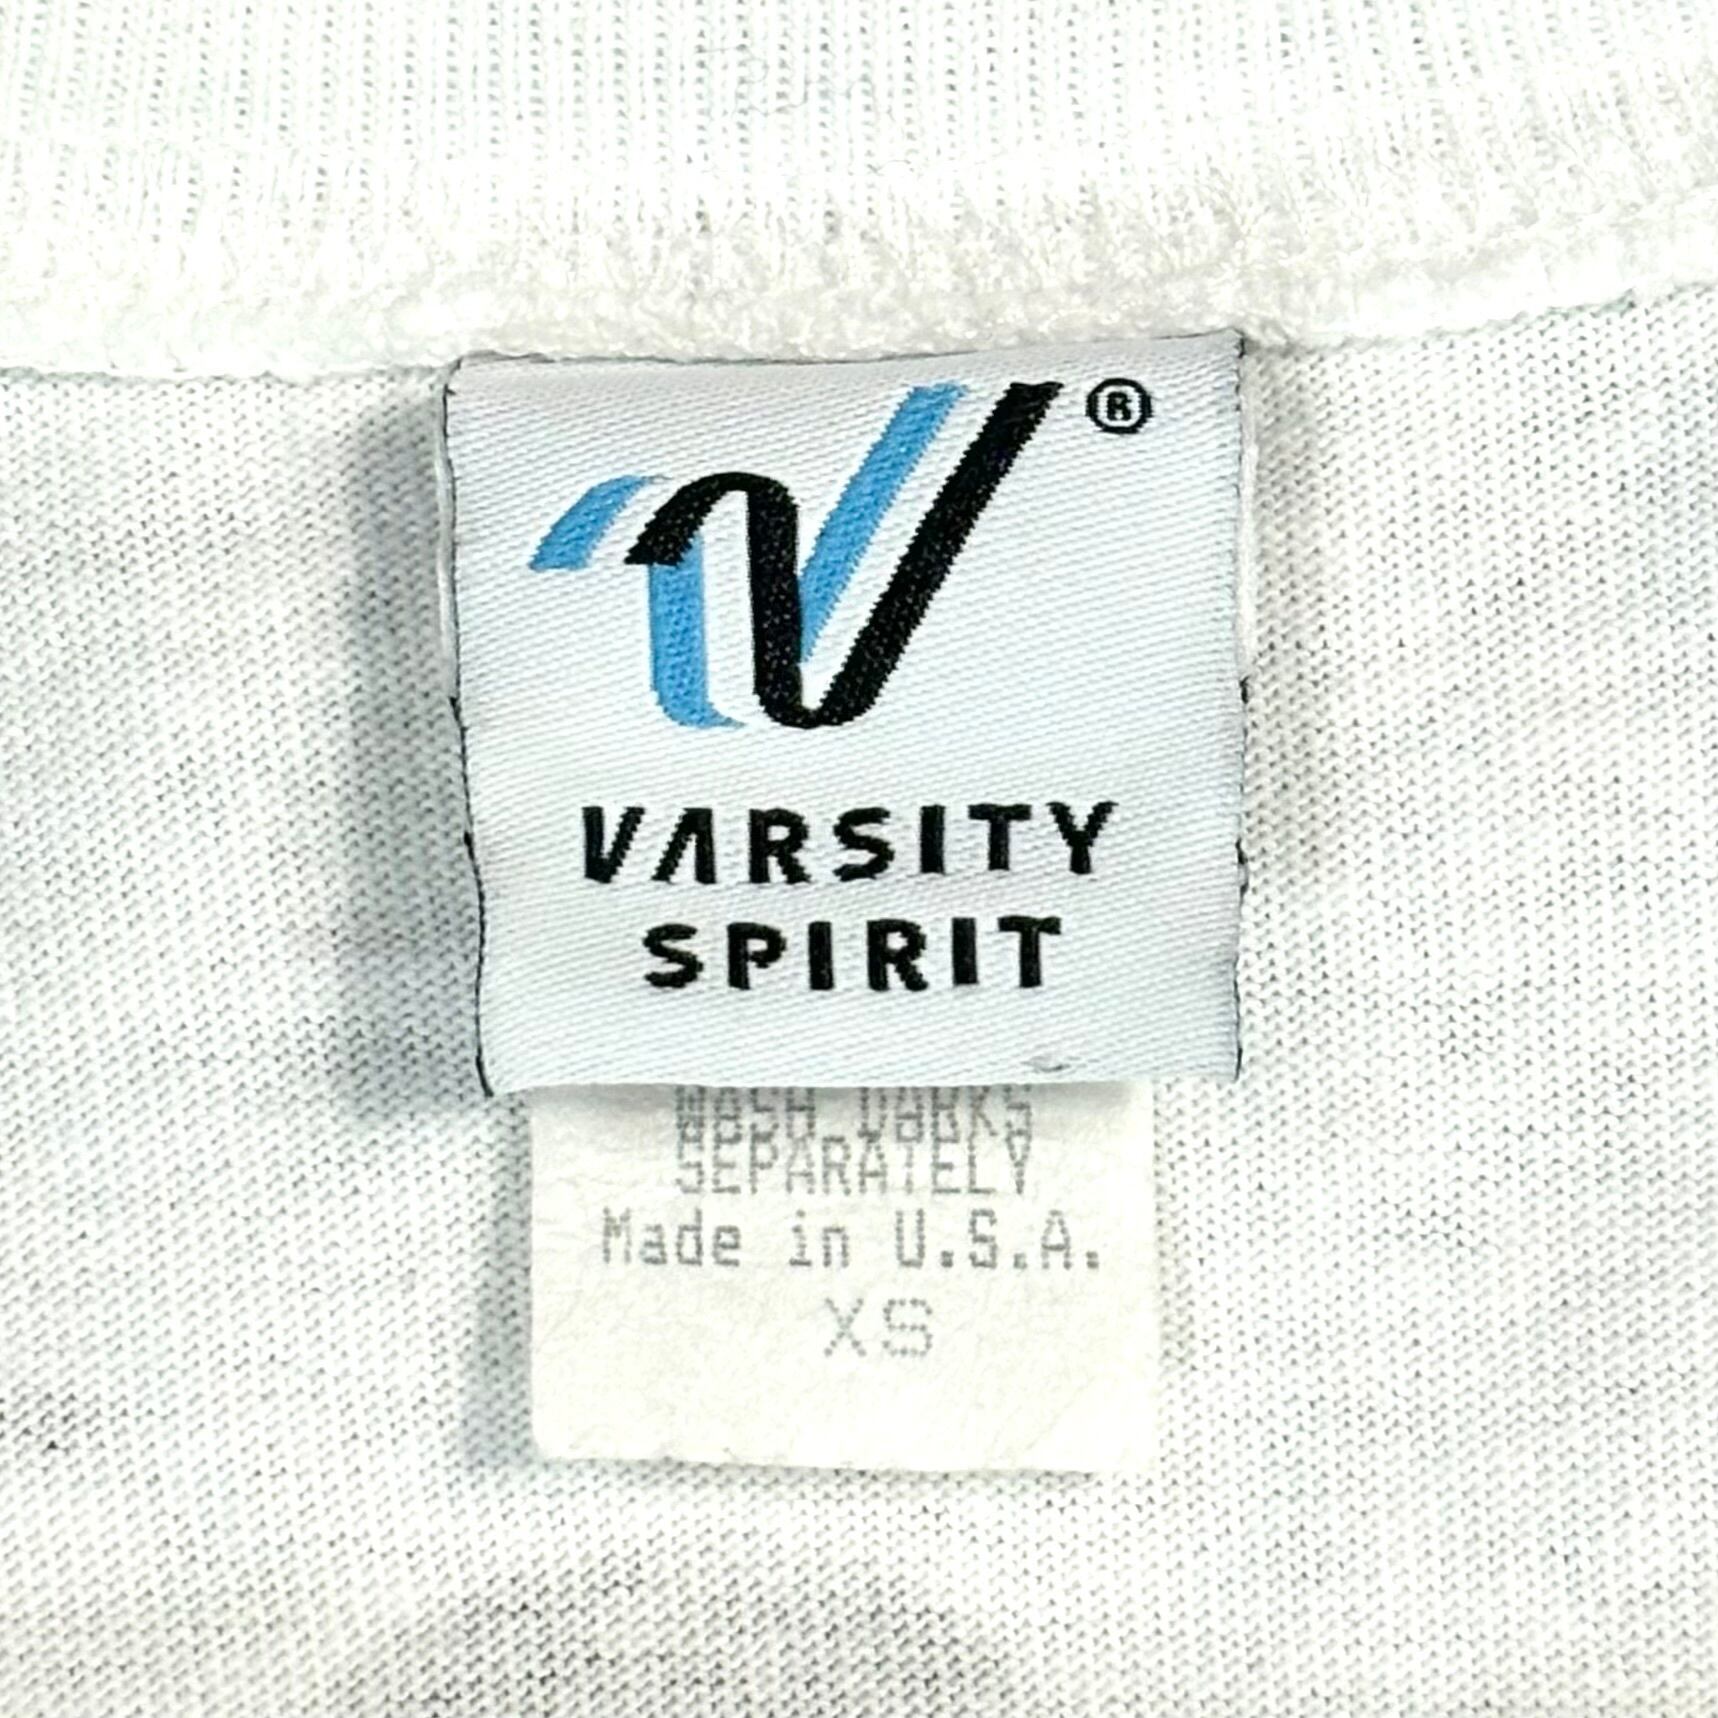 ®
VARSITY
SPIRIT
WASH DARKS
SEPARATELY
Made in U.S.A.
XS